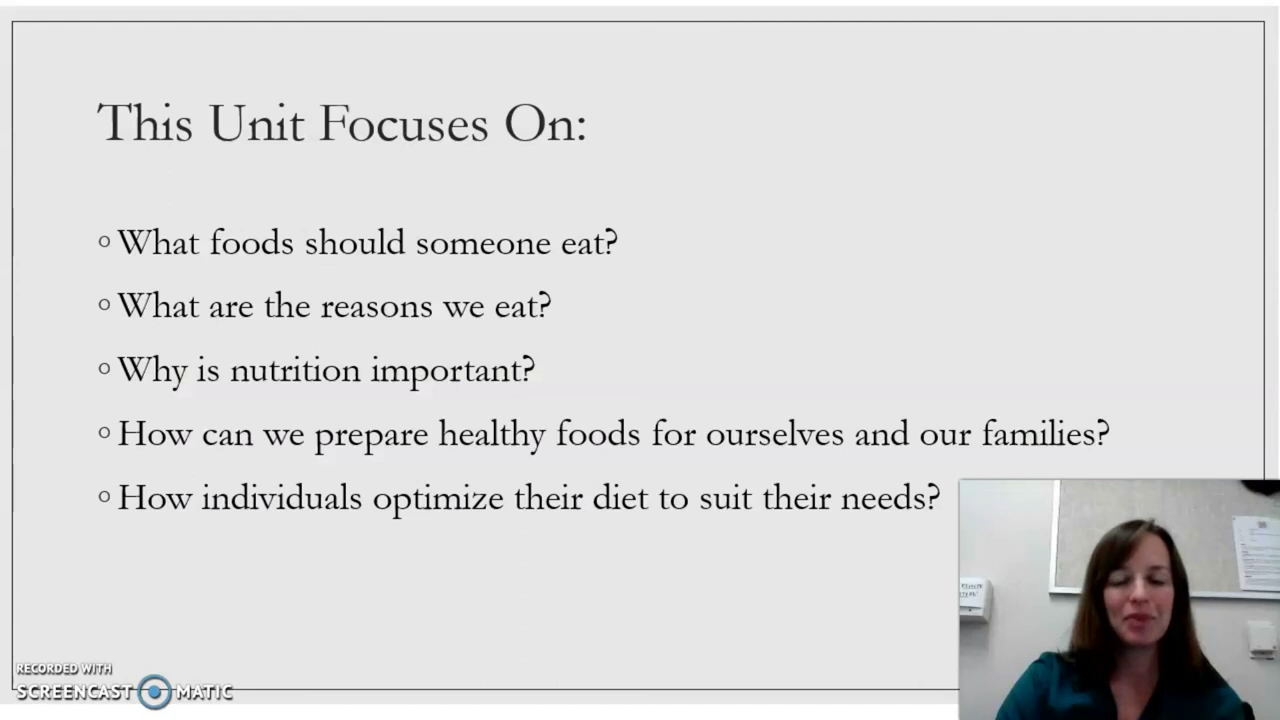 This Unit Focuses On:
What foods should someone eat?
What are the reasons we eat?
Why is nutrition important?
How can we prepare healthy foods for ourselves and our families?
How individuals optimize their diet to suit their needs?
RECORDED WITH
SCREENCAST MATIC